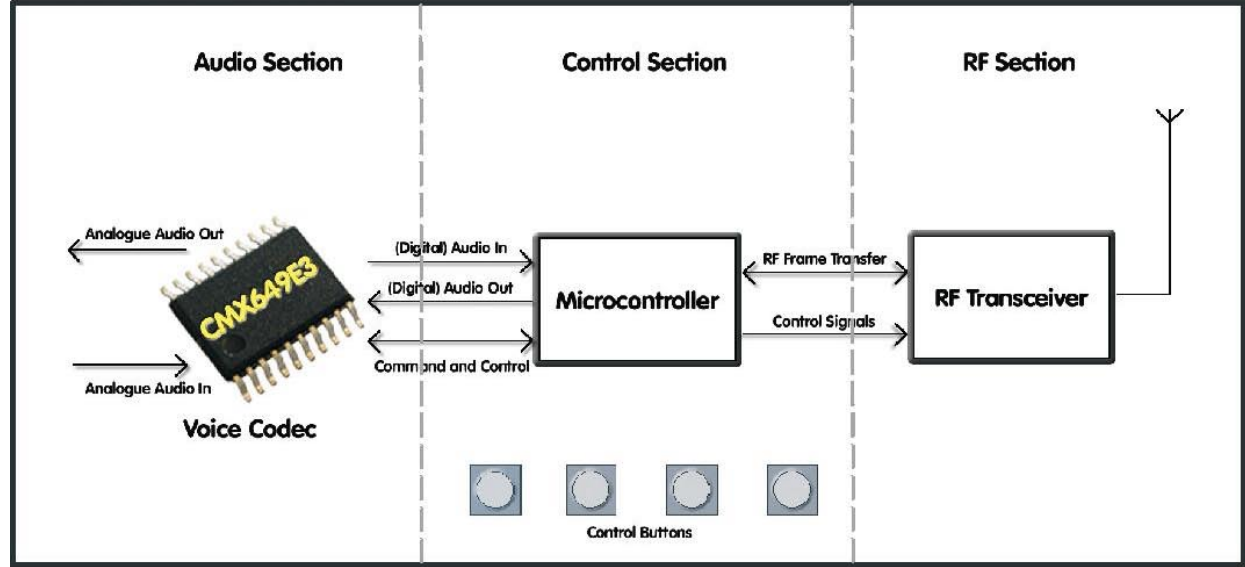 Audio Section
Control Section
RF Section
Analogue Audio Out
(Digital) Audio In
(Digital) Audio Out
Command and Control
CMX649E3
Analogue Audio In
Voice Codec
Microcontroller
RF Frame Transfer
Control Signals
RF Transceiver
Control Buttons